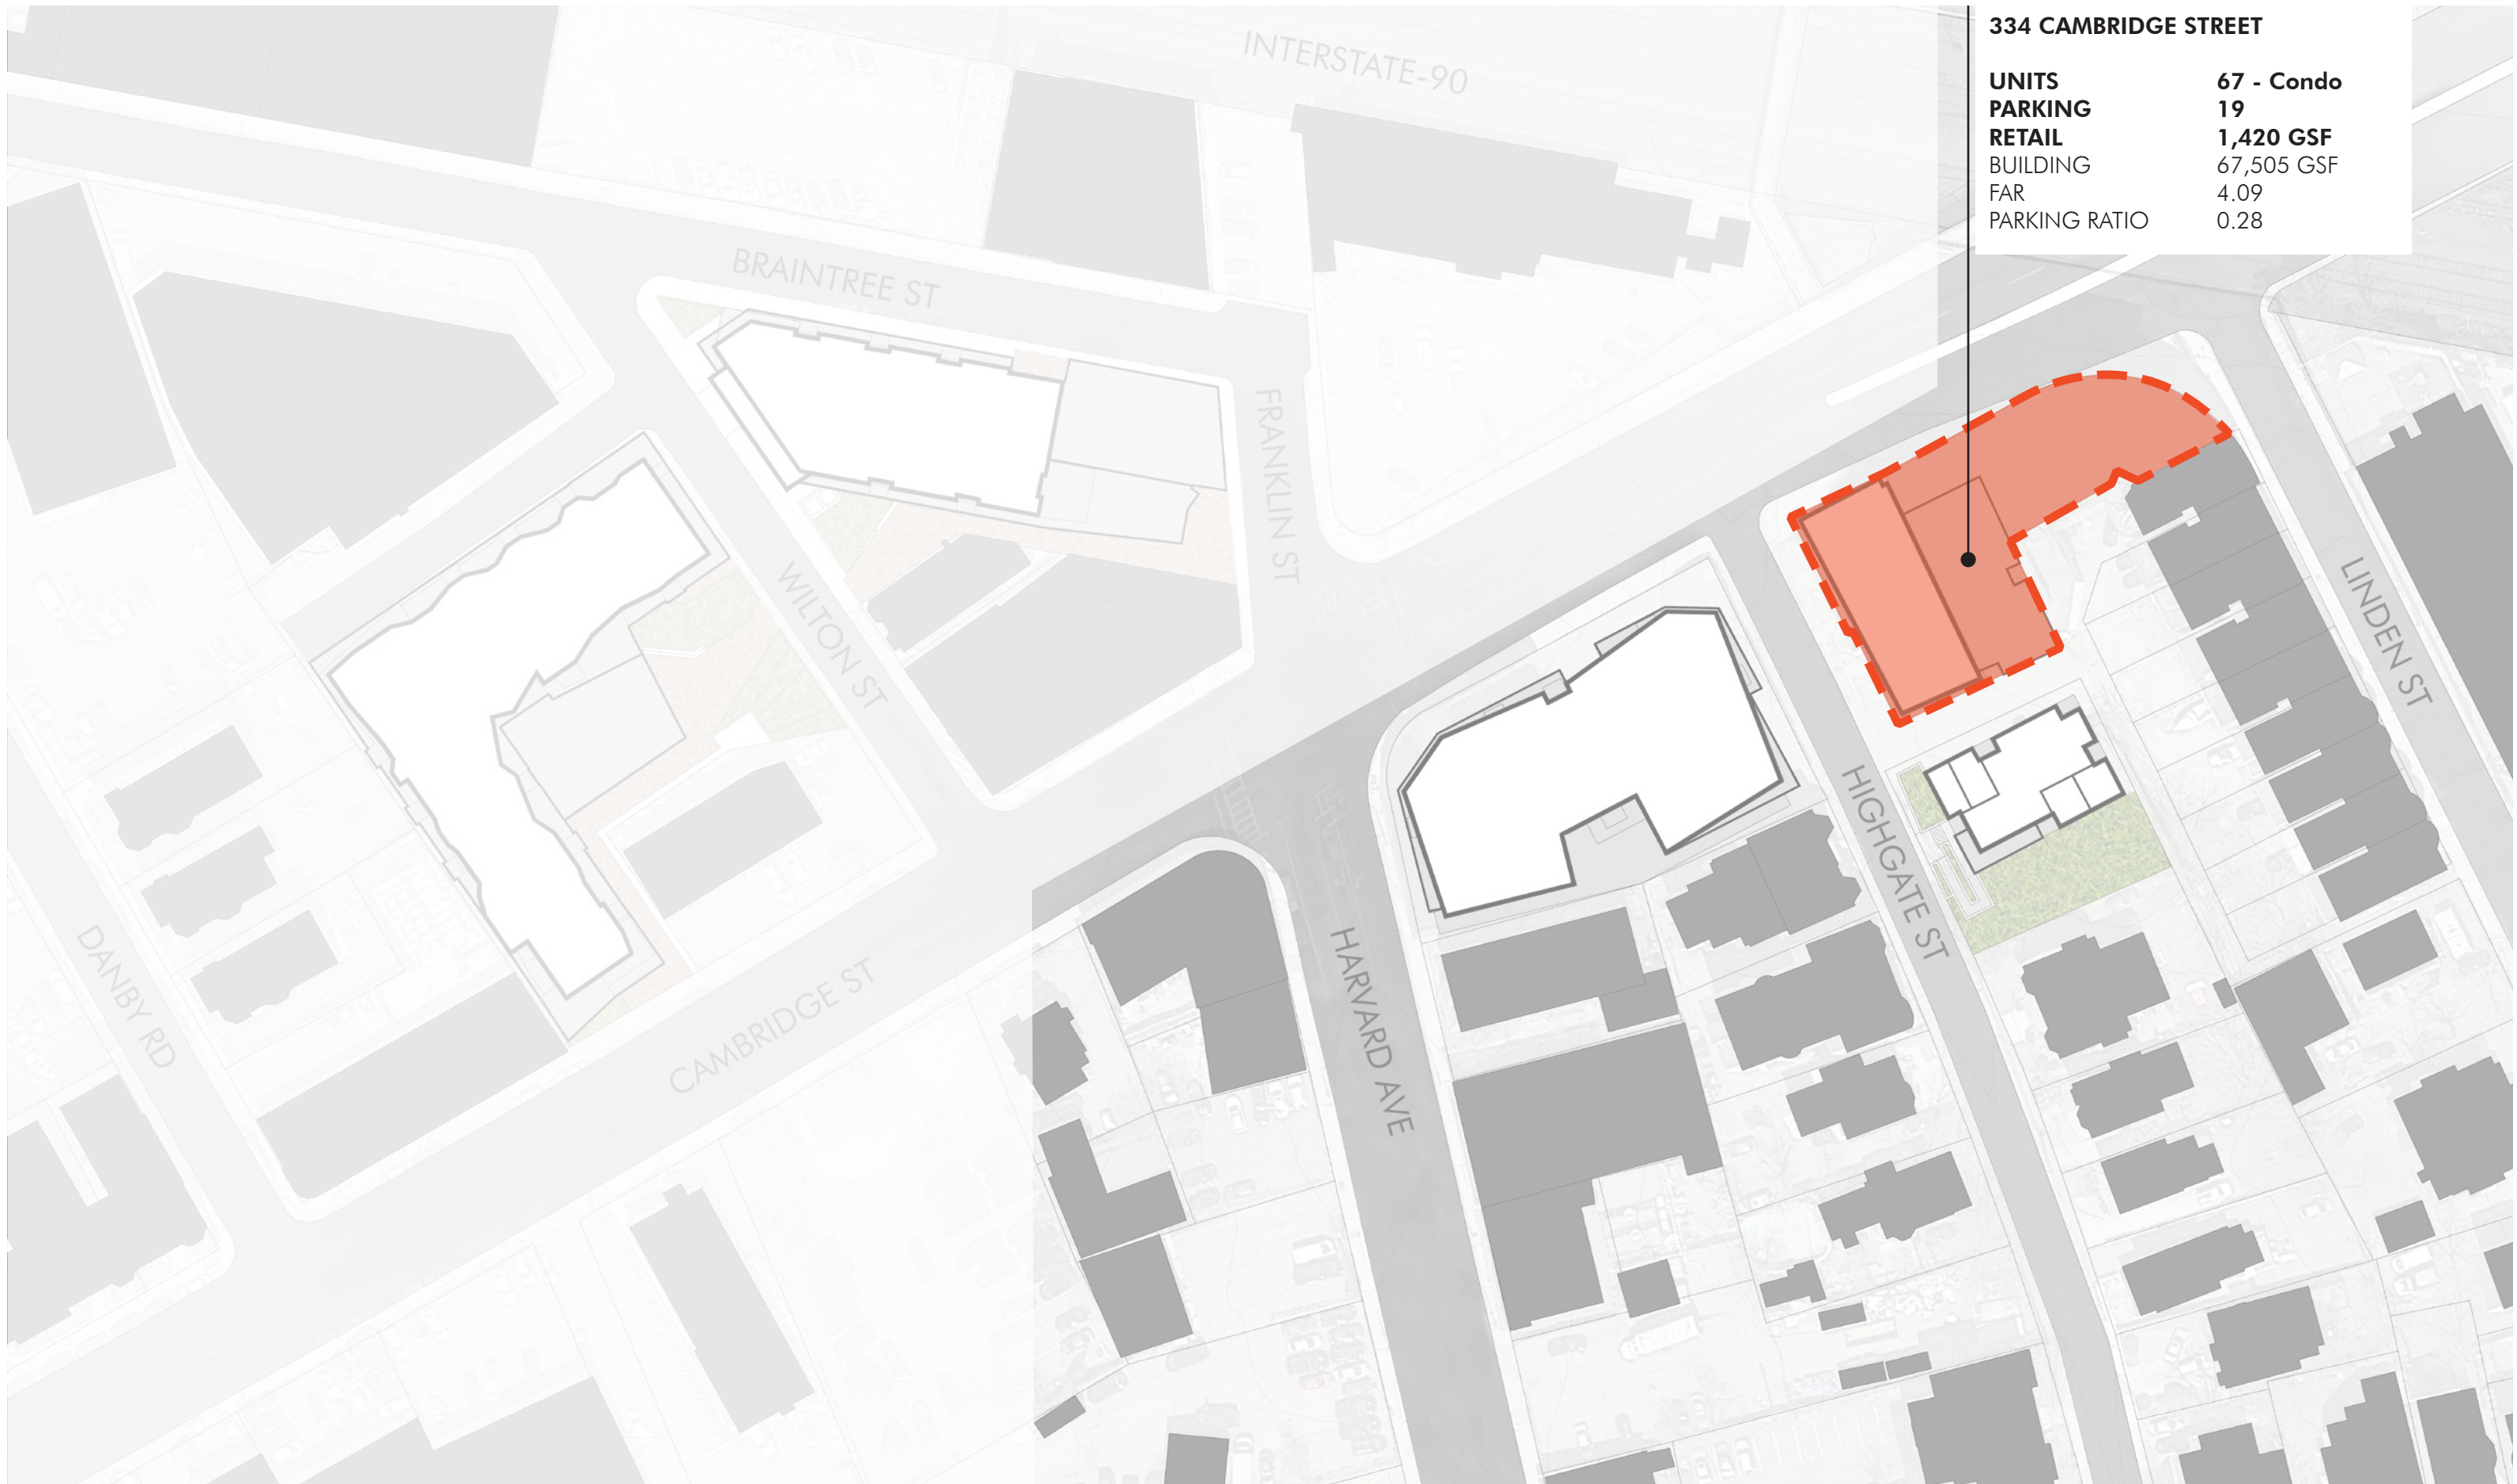 334 CAMBRIDGE STREET
UNITS 67 - Condo
PARKING 19
RETAIL 1,420 GSF
BUILDING 67,505 GSF
FAR 4.09
PARKING RATIO 0.28
INTERSTATE-90
BRAINTREE ST
FRANKLIN ST
WILTON ST
LINDEN ST
HIGHGATE ST
HARVARD AVE
CAMBRIDGE ST
DANBY RD